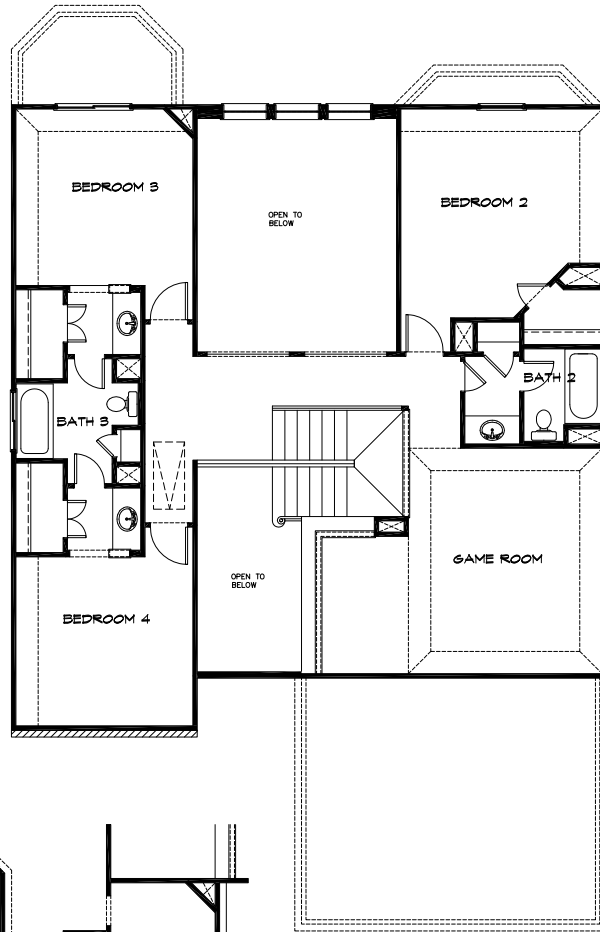 BEDROOM 3
BEDROOM 2
OPEN TO
BELOW
BATH 2
BATH 3
GAME ROOM
OPEN TO
BELOW
BEDROOM 4